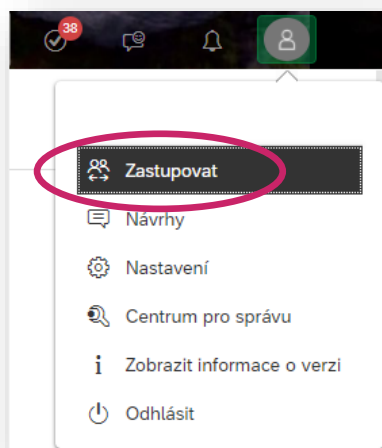 38
Zastupovat
Návrhy
Nastavení
Centrum pro správu
Zobrazit informace o verzi
Odhlásit